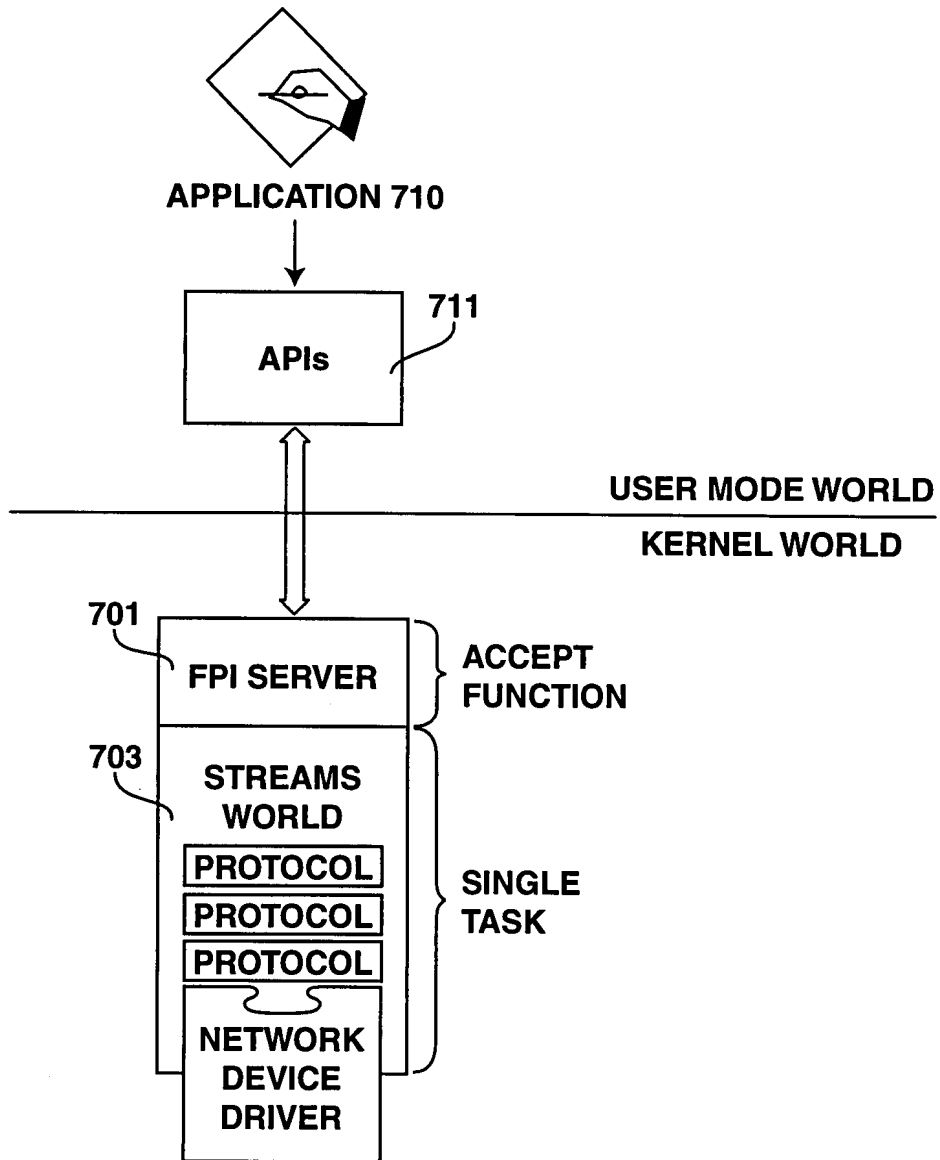 APPLICATION 710
711
APIs
USER MODE WORLD
KERNEL WORLD
701
FPI SERVER
ACCEPT
FUNCTION
703
STREAMS
WORLD
PROTOCOL
PROTOCOL
PROTOCOL
SINGLE
TASK
NETWORK
DEVICE
DRIVER